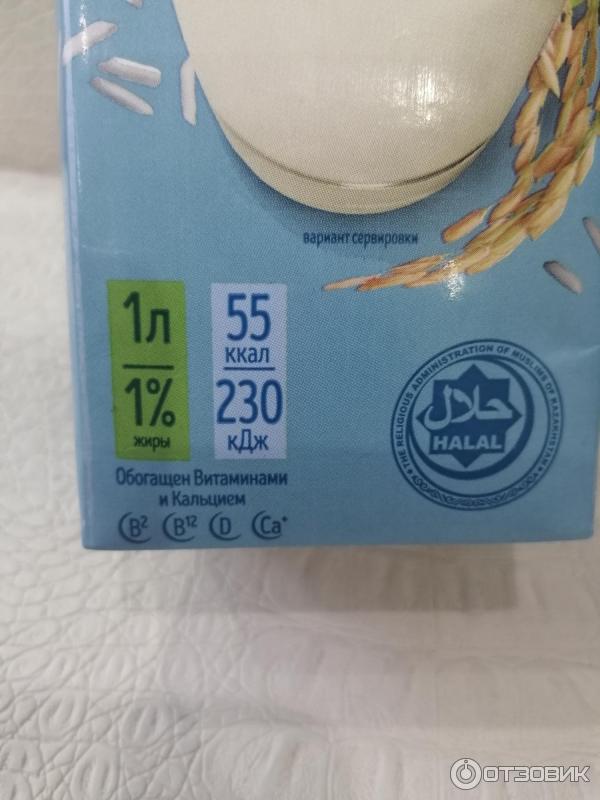 вариант сервировки
1л
1%
жиры
55
ккал
230
кДж
Обогащен Витаминами
и Кальцием
B² B¹² D Ca⁺
THE RELIGIOUS ADMINISTRATION OF MUSLIMS OF KAZAKHSTAN
حلال
HALAL
ОТЗОВИК